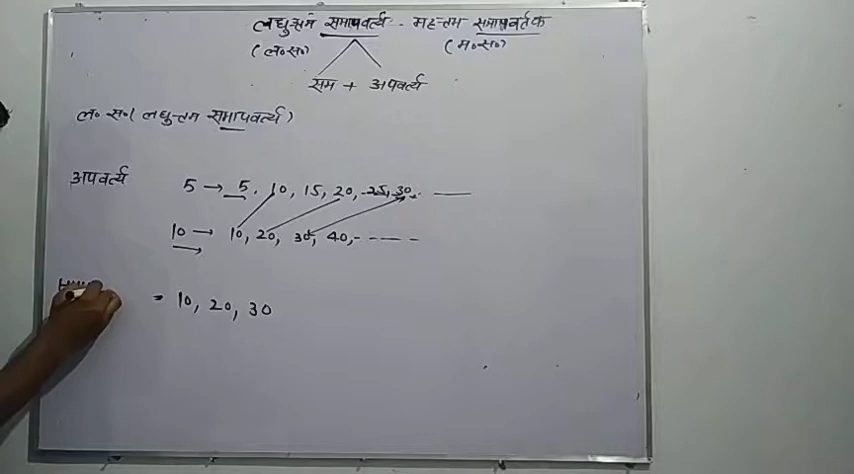 लघुत्तम समापवर्त्य - महत्तम समापवर्तक
(ल०स०) (म०स०)
सम + अपवर्त्य
ल० स० ( लघुत्तम समापवर्त्य )
अपवर्त्य 5 → 5, 10, 15, 20, 25, 30,
10 → 10, 20, 30, 40, - - - - -
= 10, 20, 30